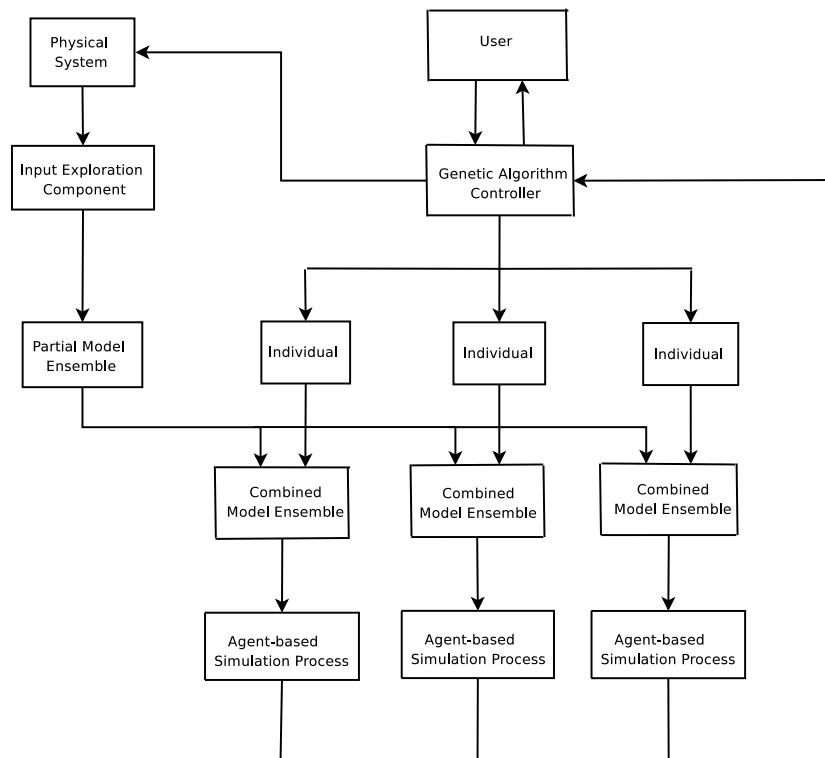 Physical
System
User
Input Exploration
Component
Genetic Algorithm
Controller
Partial Model
Ensemble
Individual
Individual
Individual
Combined
Model Ensemble
Combined
Model Ensemble
Combined
Model Ensemble
Agent-based
Simulation Process
Agent-based
Simulation Process
Agent-based
Simulation Process